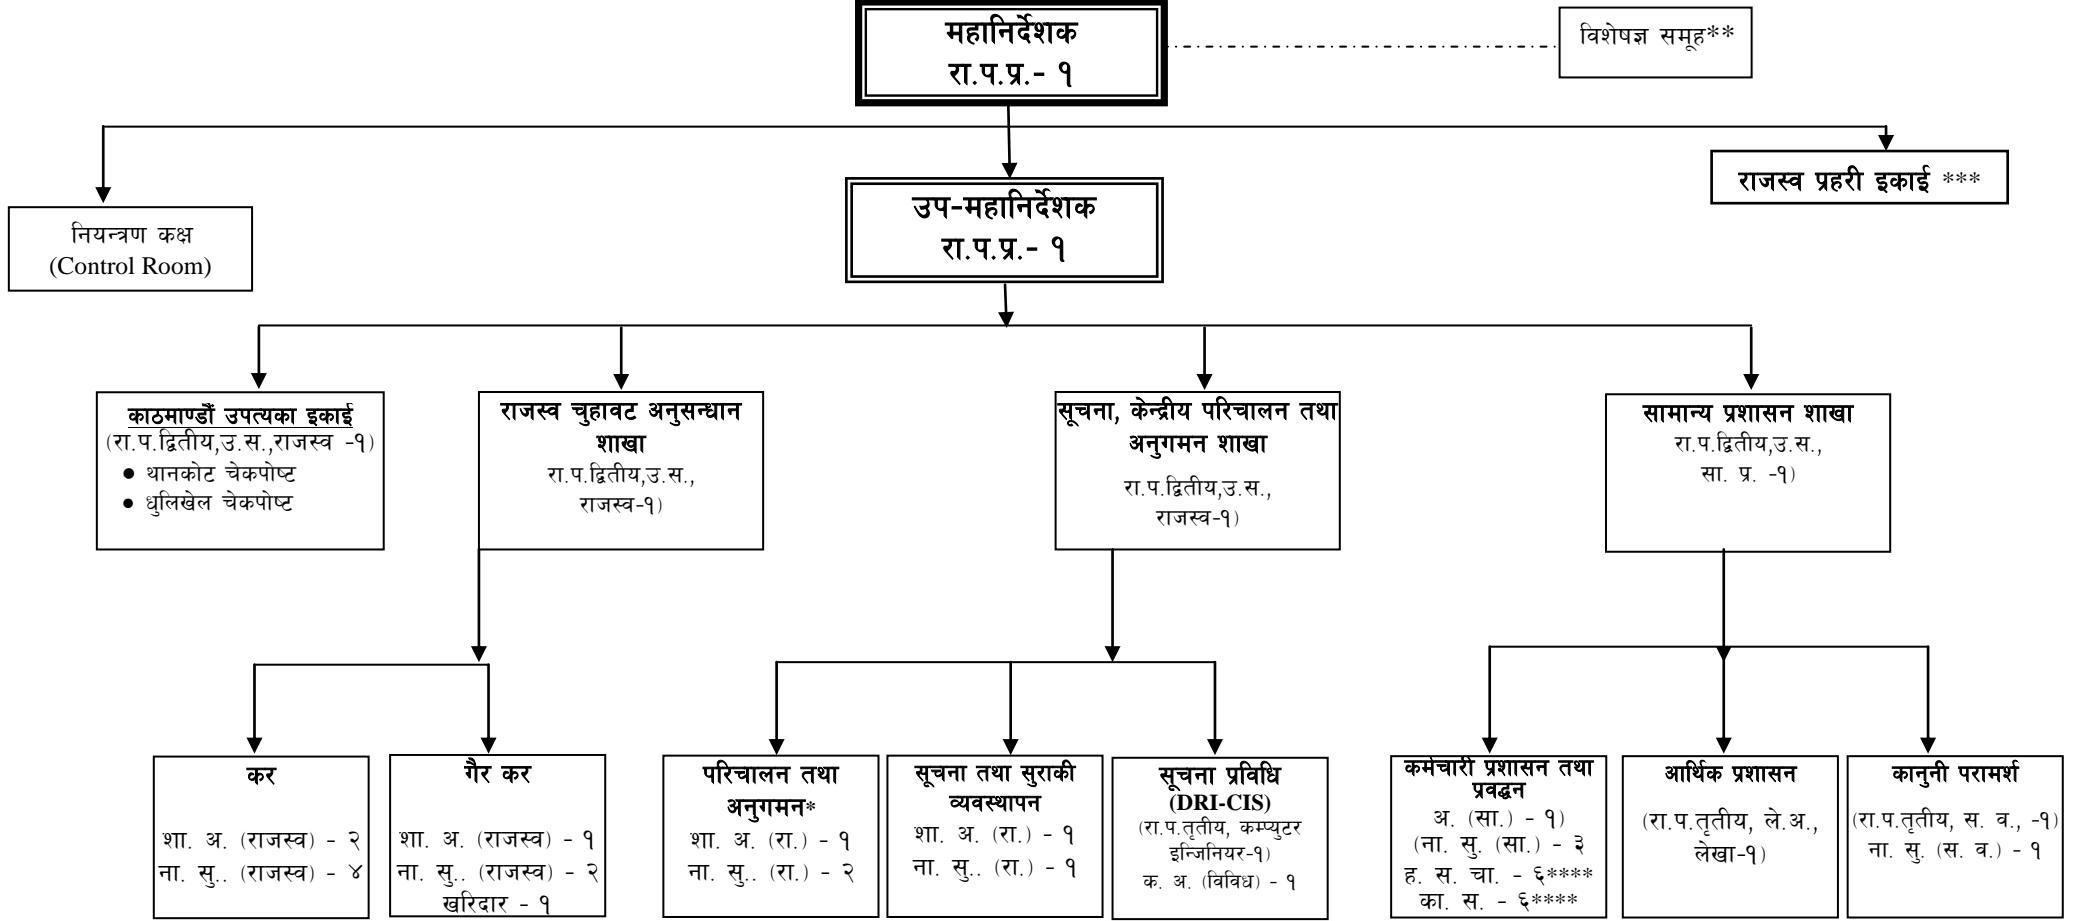 महानिर्देशक
रा.प.प्र.- १
विशेषज्ञ समूह**
राजस्व प्रहरी इकाई ***
उप-महानिर्देशक
रा.प.प्र.- १
नियन्त्रण कक्ष
(Control Room)
काठमाण्डौं उपत्यका इकाई
(रा.प.द्वितीय,उ.स.,राजस्व -१)
● थानकोट चेकपोष्ट
● धुलिखेल चेकपोष्ट
राजस्व चुहावट अनुसन्धान
शाखा
रा.प.द्वितीय,उ.स.,
राजस्व-१)
सूचना, केन्द्रीय परिचालन तथा
अनुगमन शाखा
रा.प.द्वितीय,उ.स.,
राजस्व-१)
सामान्य प्रशासन शाखा
रा.प.द्वितीय,उ.स.,
सा. प्र. -१)
कर
शा. अ. (राजस्व) - २
ना. सु.. (राजस्व) - ४
गैर कर
शा. अ. (राजस्व) - १
ना. सु.. (राजस्व) - २
खरिदार - १
परिचालन तथा
अनुगमन*
शा. अ. (रा.) - १
ना. सु.. (रा.) - २
सूचना तथा सुराकी
व्यवस्थापन
शा. अ. (रा.) - १
ना. सु.. (रा.) - १
सूचना प्रविधि
(DRI-CIS)
(रा.प.तृतीय, कम्प्युटर
इन्जिनियर-१)
क. अ. (विविध) - १
कर्मचारी प्रशासन तथा
प्रवर्द्धन
अ. (सा.) - १)
(ना. सु. (सा.) - ३
ह. स. चा. - ६****
का. स. - ६****
आर्थिक प्रशासन
(रा.प.तृतीय, ले.अ.,
लेखा-१)
कानुनी परामर्श
(रा.प.तृतीय, स. व., -१)
ना. सु. (स. व.) - १